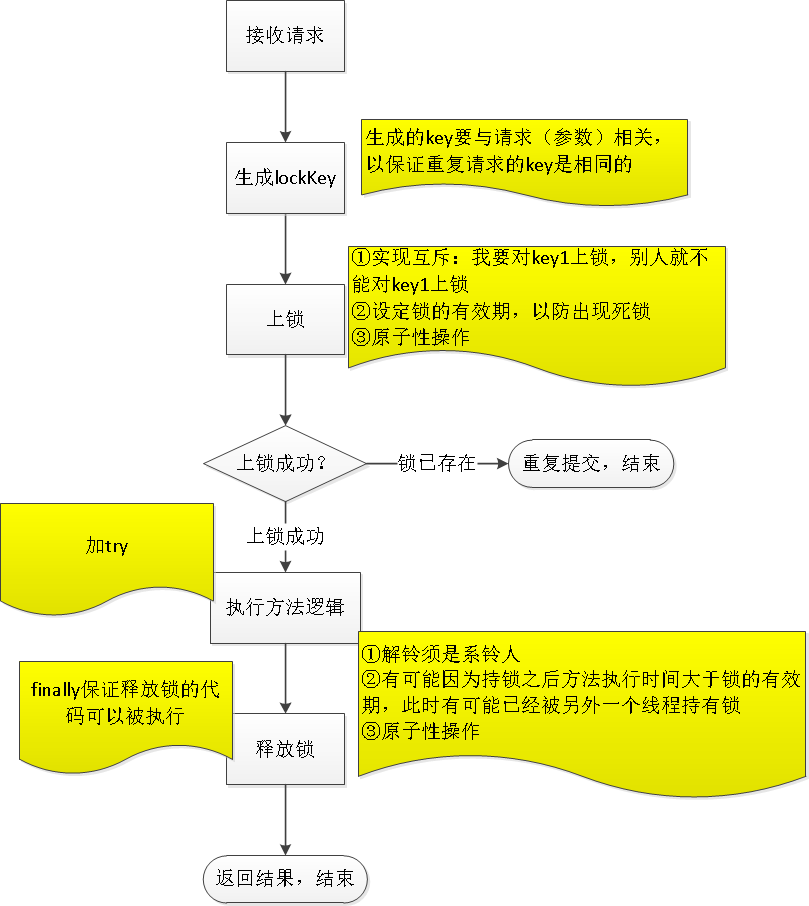 接收请求
生成lockKey
生成的key要与请求（参数）相关，
以保证重复请求的key是相同的
上锁
①实现互斥：我要对key1上锁，别人就不
能对key1上锁
②设定锁的有效期，以防出现死锁
③原子性操作
上锁成功？
锁已存在
重复提交，结束
上锁成功
加try
执行方法逻辑
①解铃须是系铃人
②有可能因为持锁之后方法执行时间大于锁的有效
期，此时有可能已经被另外一个线程持有锁
③原子性操作
finally保证释放锁的代
码可以被执行
释放锁
返回结果，结束